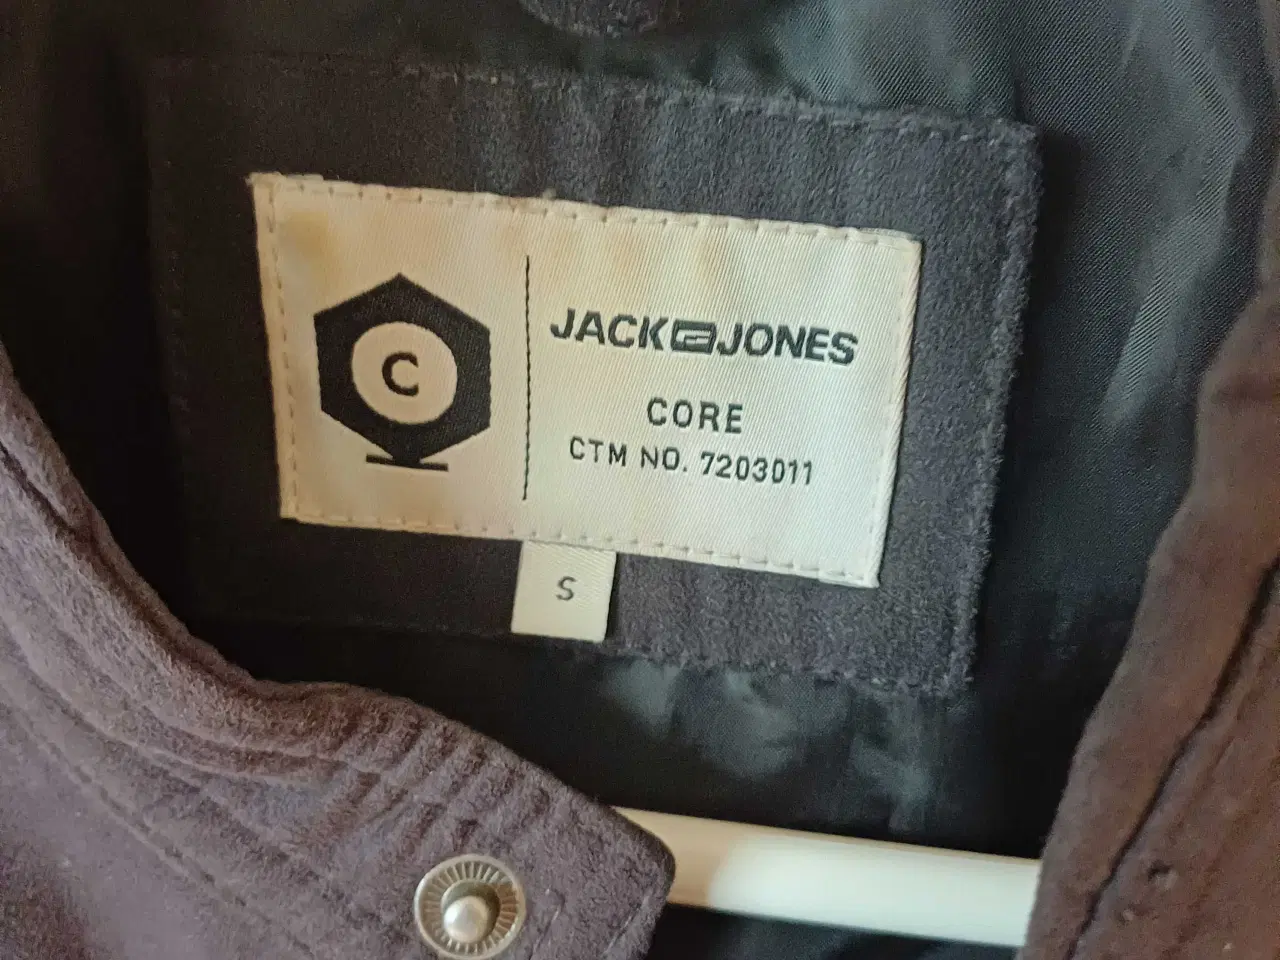 C
JACK JONES
CORE
CTM NO. 7203011
S